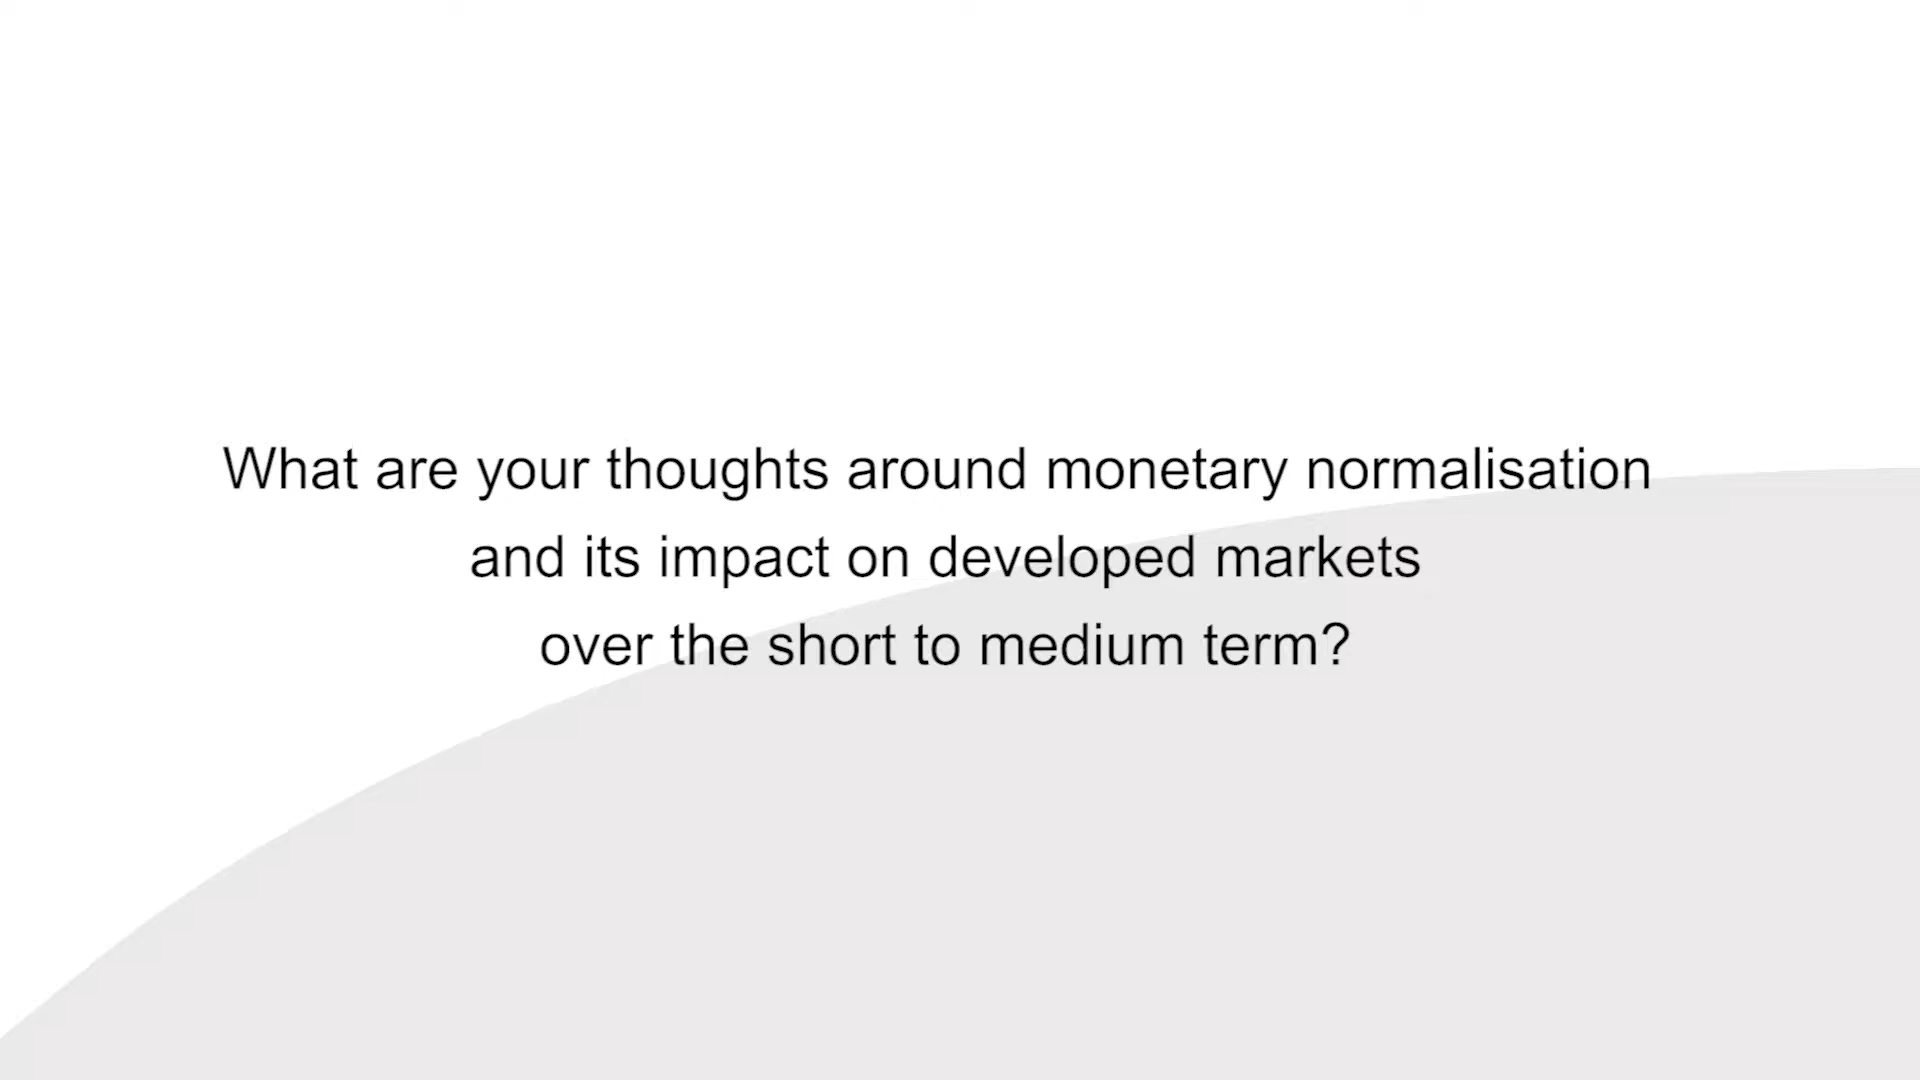 What are your thoughts around monetary normalisation
and its impact on developed markets
over the short to medium term?